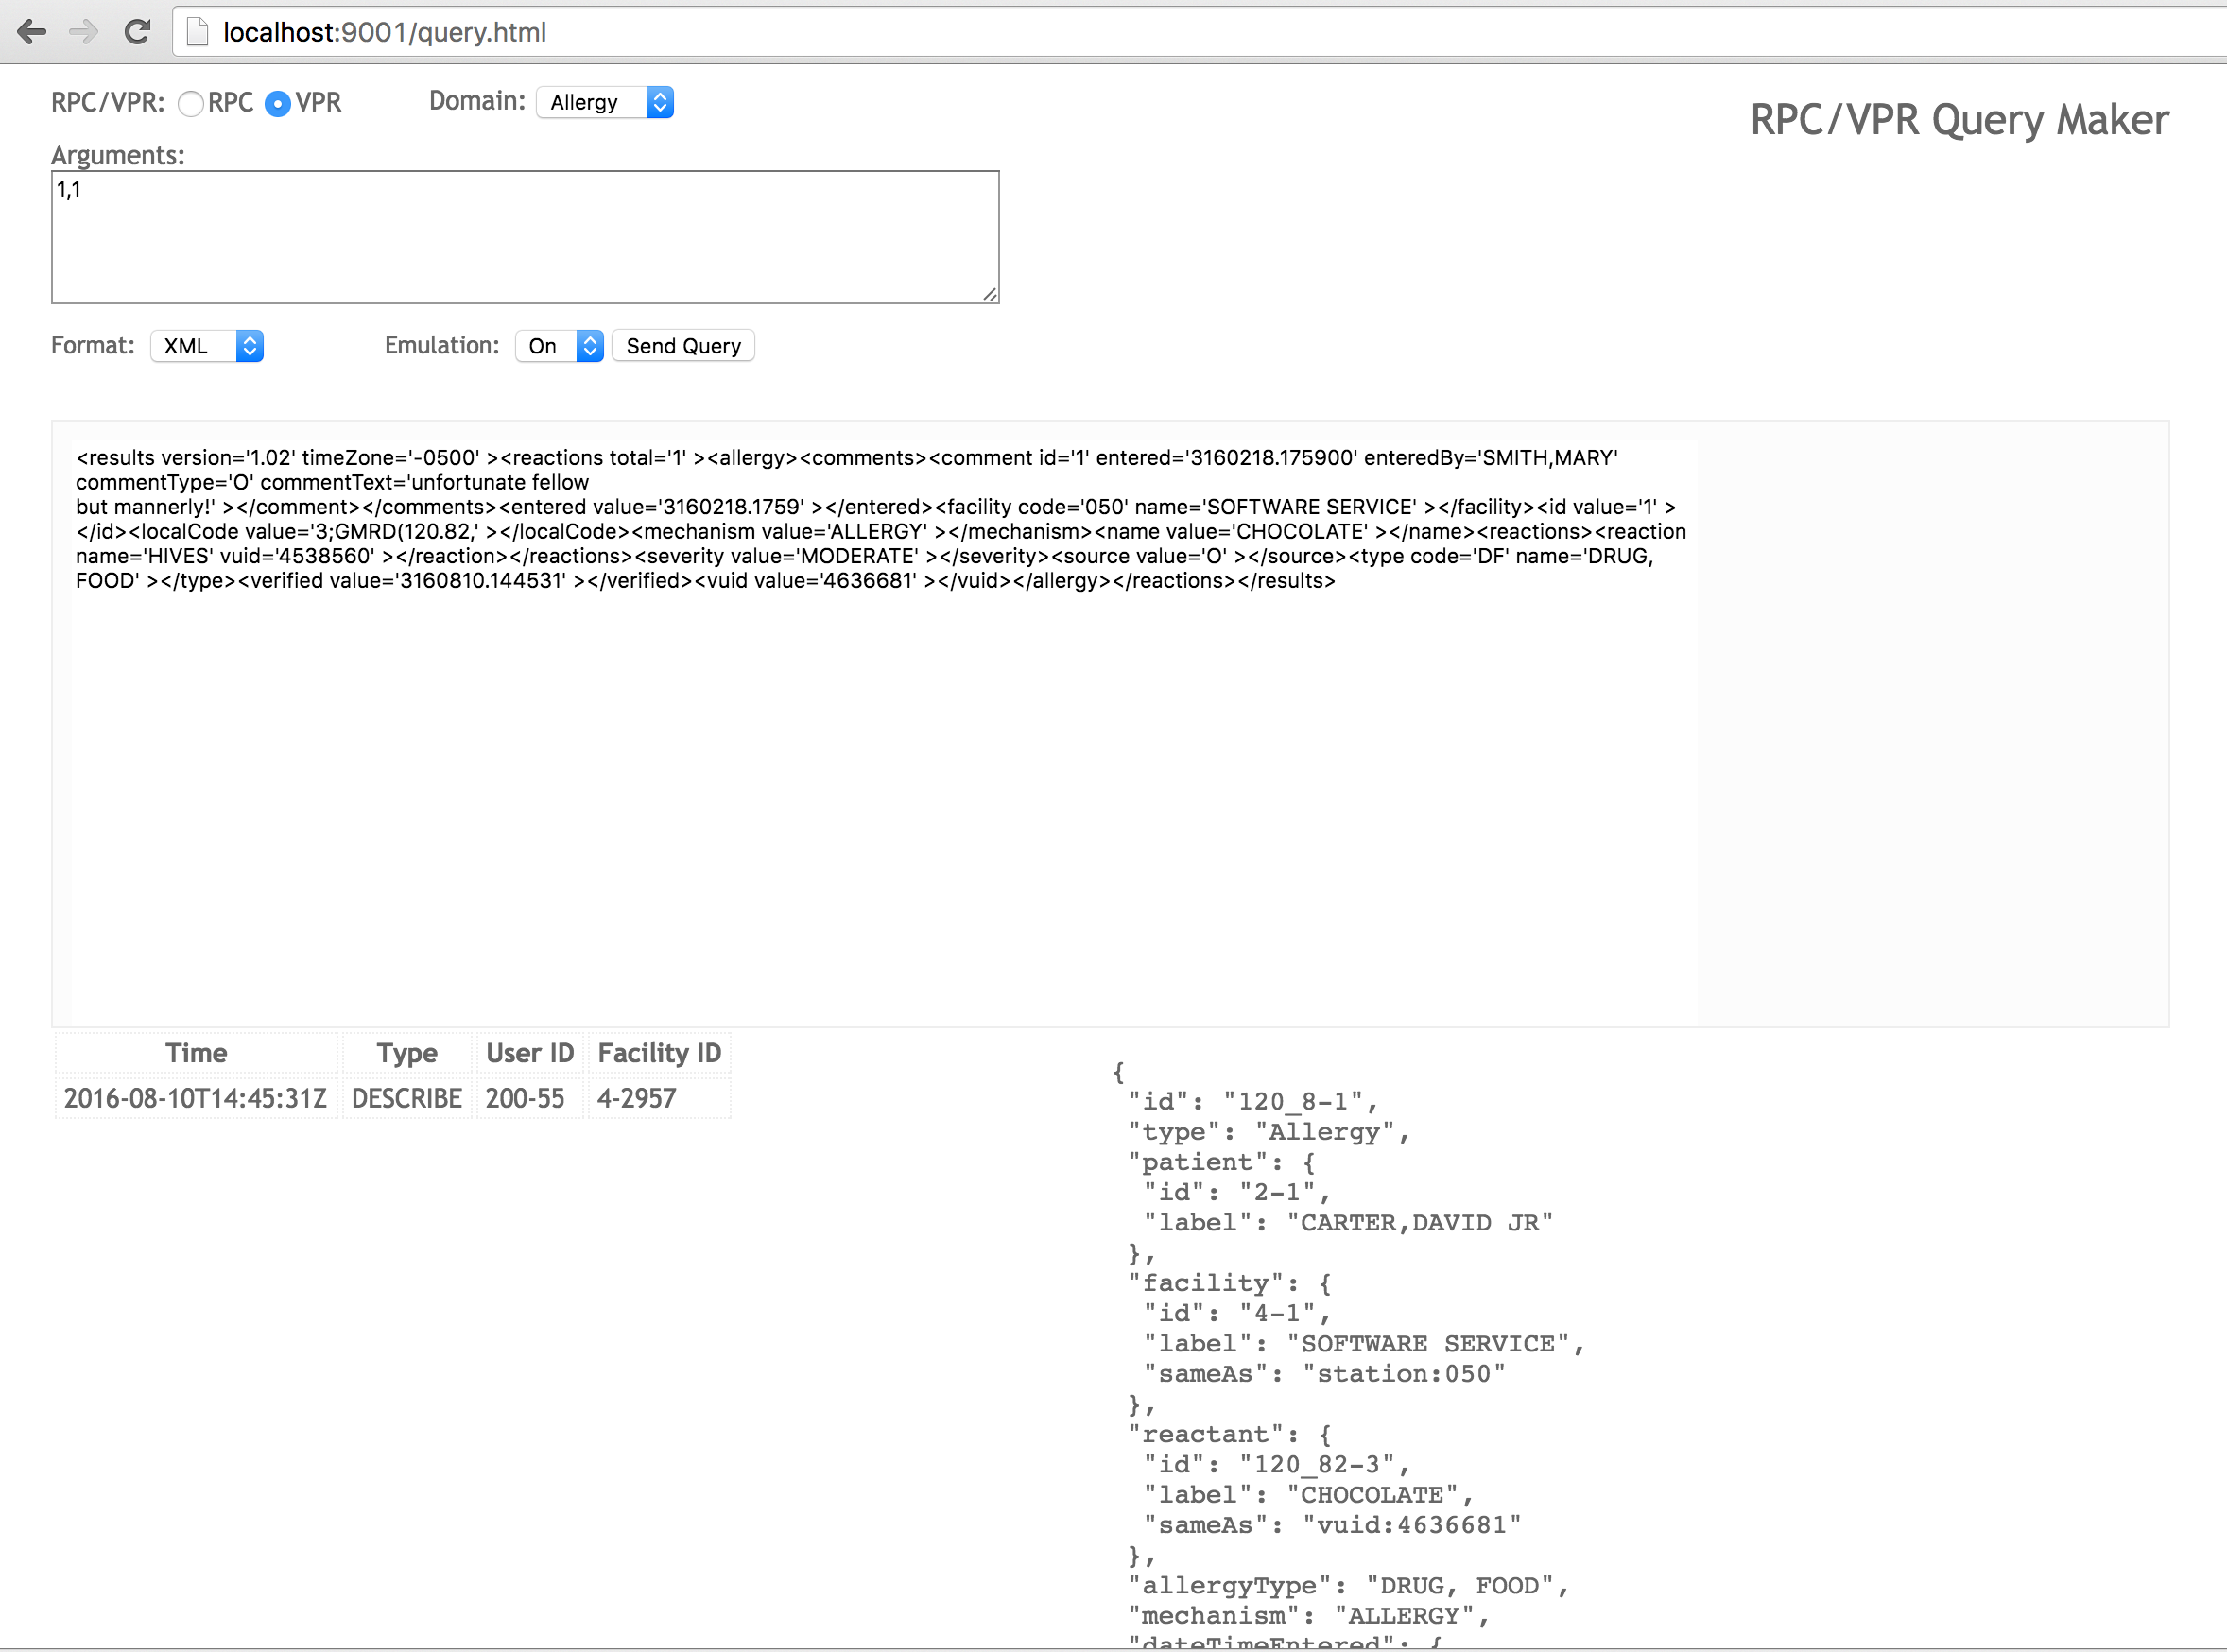 localhost:9001/query.html
RPC/VPR: RPC VPR Domain: Allergy
RPC/VPR Query Maker
Arguments:
1,1
Format: XML Emulation: On Send Query
<results version='1.02' timeZone='-0500' ><reactions total='1' ><allergy><comments><comment id='1' entered='3160218.175900' enteredBy='SMITH,MARY'
commentType='O' commentText='unfortunate fellow
but mannerly!' ></comment></comments><entered value='3160218.1759' ></entered><facility code='050' name='SOFTWARE SERVICE' ></facility><id value='1' >
</id><localCode value='3;GMRD(120.82,' ></localCode><mechanism value='ALLERGY' ></mechanism><name value='CHOCOLATE' ></name><reactions><reaction
name='HIVES' vuid='4538560' ></reaction></reactions><severity value='MODERATE' ></severity><source value='O' ></source><type code='DF' name='DRUG,
FOOD' ></type><verified value='3160810.144531' ></verified><vuid value='4636681' ></vuid></allergy></reactions></results>
Time Type User ID Facility ID
2016-08-10T14:45:31Z DESCRIBE 200-55 4-2957
{
"id": "120_8-1",
"type": "Allergy",
"patient": {
"id": "2-1",
"label": "CARTER,DAVID JR"
},
"facility": {
"id": "4-1",
"label": "SOFTWARE SERVICE",
"sameAs": "station:050"
},
"reactant": {
"id": "120_82-3",
"label": "CHOCOLATE",
"sameAs": "vuid:4636681"
},
"allergyType": "DRUG, FOOD",
"mechanism": "ALLERGY",
"dateTimeEntered": {